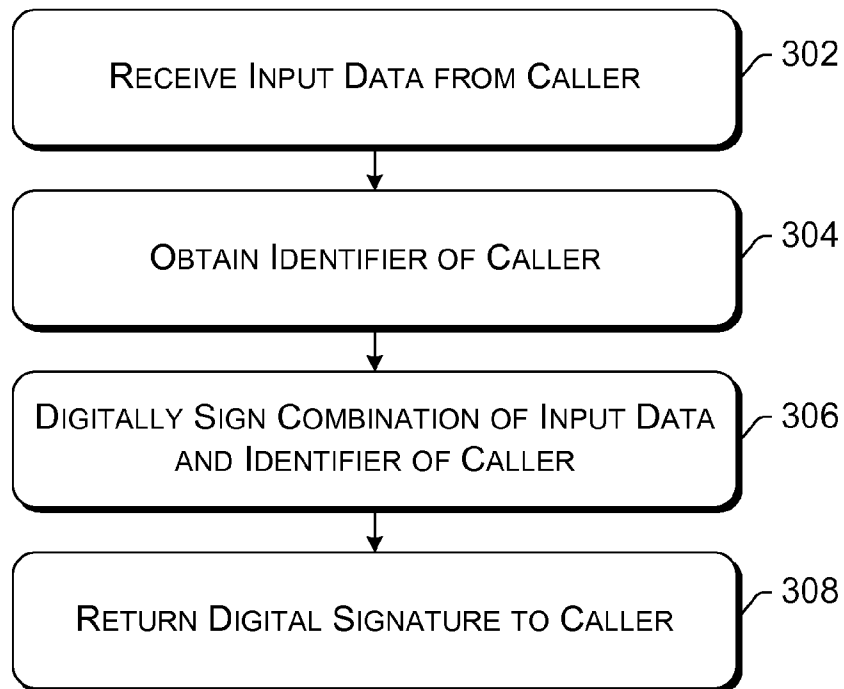 RECEIVE INPUT DATA FROM CALLER
302
OBTAIN IDENTIFIER OF CALLER
304
DIGITALLY SIGN COMBINATION OF INPUT DATA
AND IDENTIFIER OF CALLER
306
RETURN DIGITAL SIGNATURE TO CALLER
308